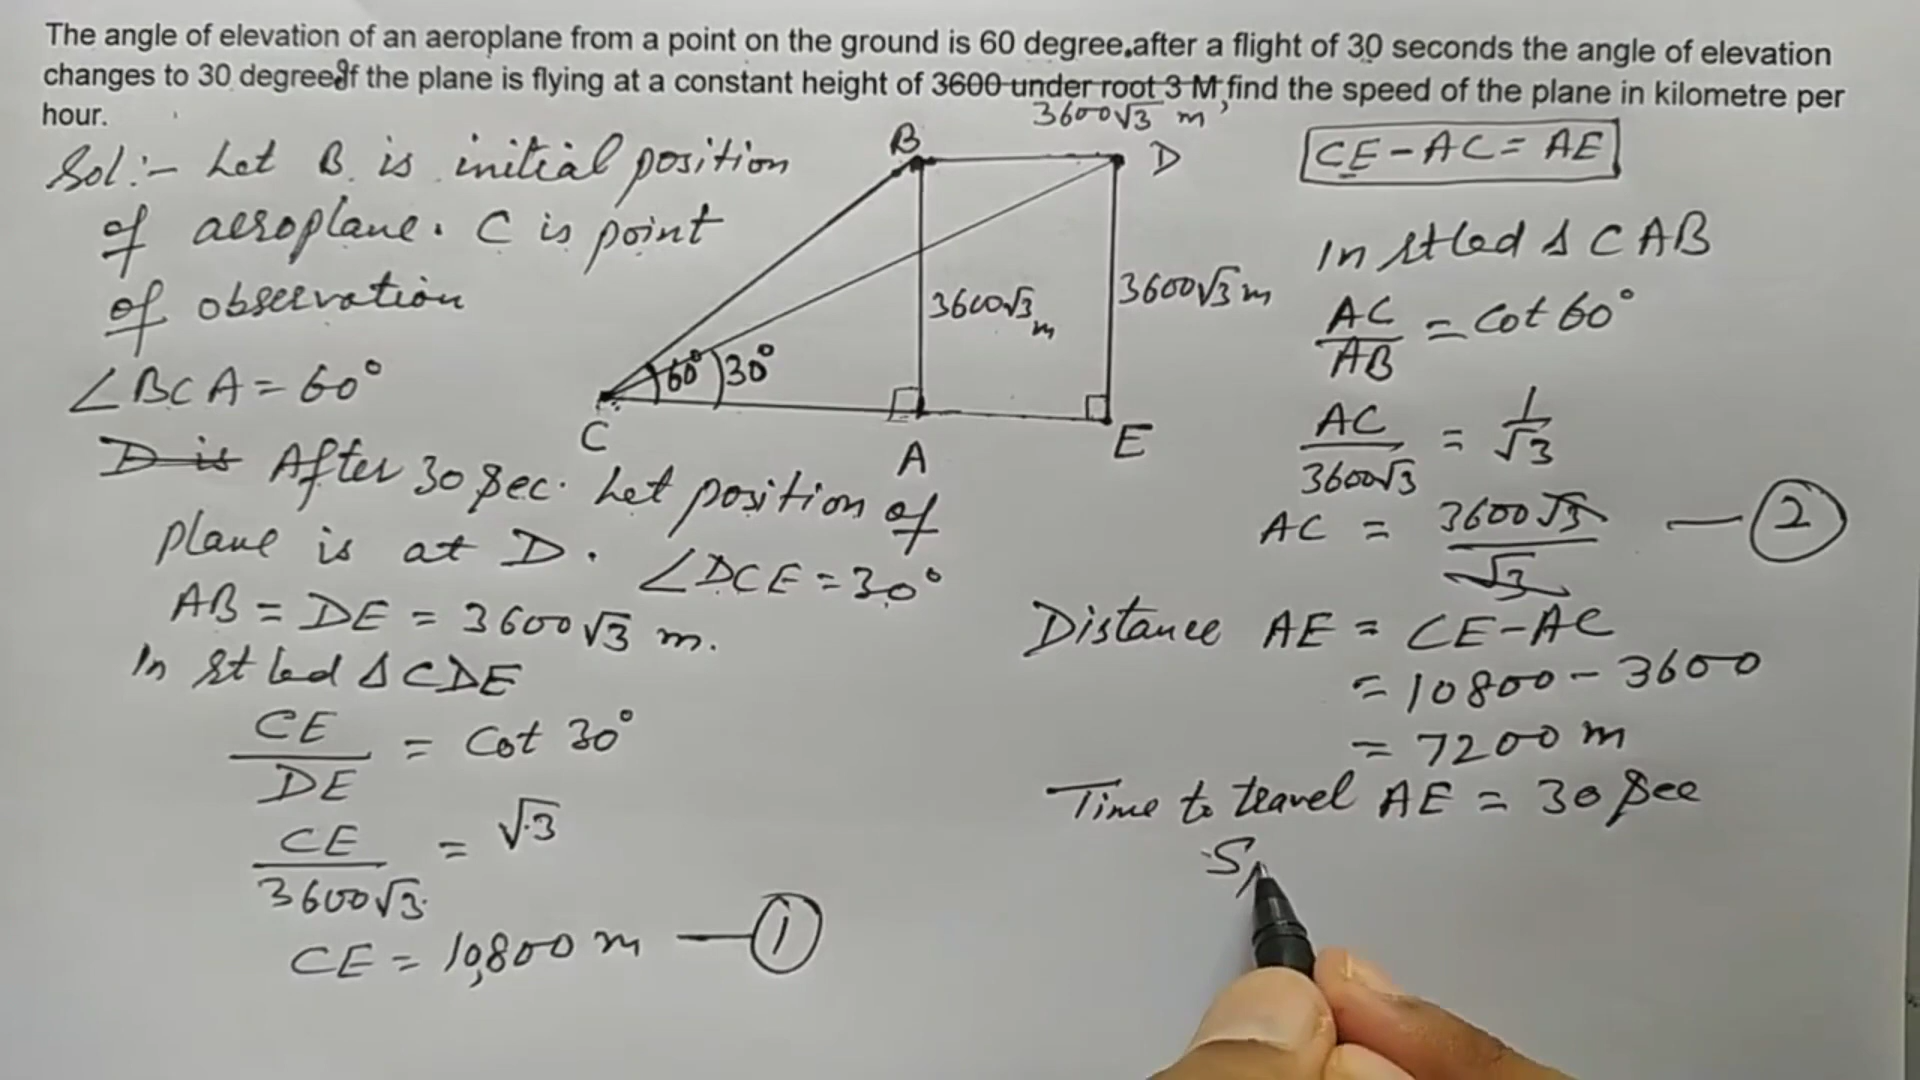 The angle of elevation of an aeroplane from a point on the ground is 60 degree,after a flight of 30 seconds the angle of elevation
changes to 30 degree.If the plane is flying at a constant height of 3600 under root 3 M find the speed of the plane in kilometre per
hour.
3600√3 m,
Sol:- Let B is initial position
of aeroplane. C is point
of observation
∠BCA = 60°
D is After 30 Sec. Let position of
plane is at D. ∠DCE = 30°
AB = DE = 3600√3 m.
In rt led Δ CDE
CE/DE = Cot 30°
CE/3600√3 = √3
CE = 10,800 m — 1
B
D
3600√3 m
3600√3 m
60° 30°
C
A
E
CE - AC = AE
In rt led Δ CAB
AC/AB = Cot 60°
AC/3600√3 = 1/√3
AC = 3600√3/√3 — 2
Distance AE = CE - AC
= 10800 - 3600
= 7200 m
Time to travel AE = 30 Sec
Sp